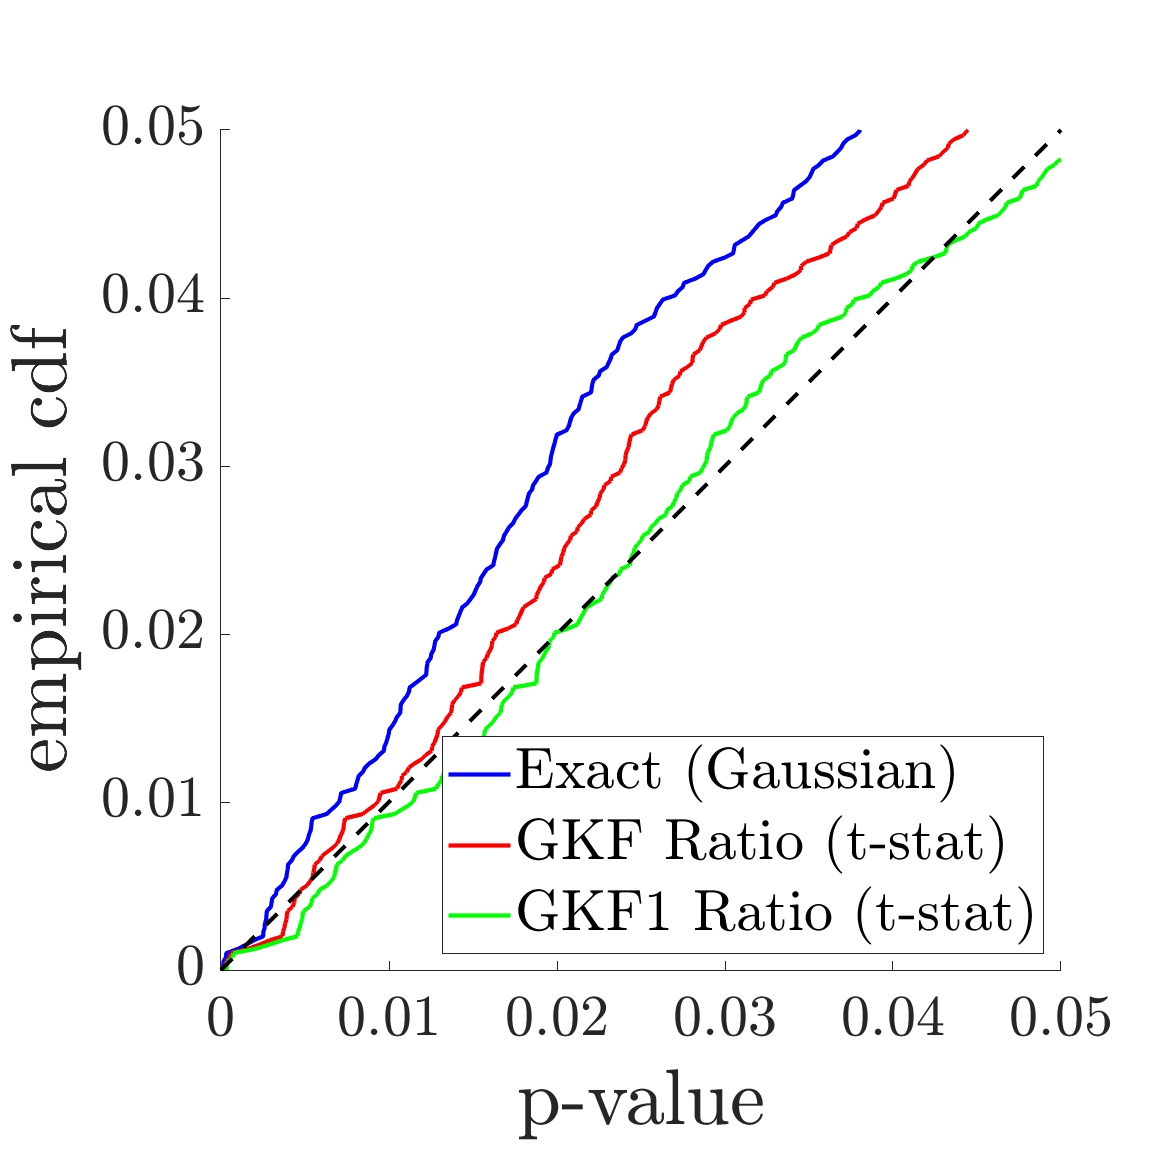 empirical cdf
0.05
0.04
0.03
0.02
0.01
0
Exact (Gaussian)
GKF Ratio (t-stat)
GKF1 Ratio (t-stat)
0 0.01 0.02 0.03 0.04 0.05
p-value